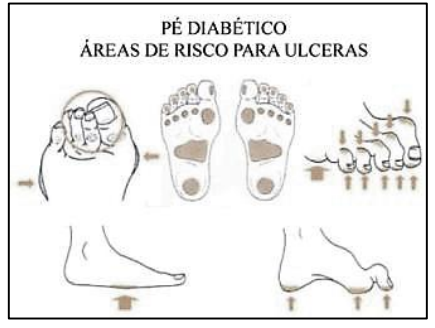 PÉ DIABÉTICO
ÁREAS DE RISCO PARA ULCERAS